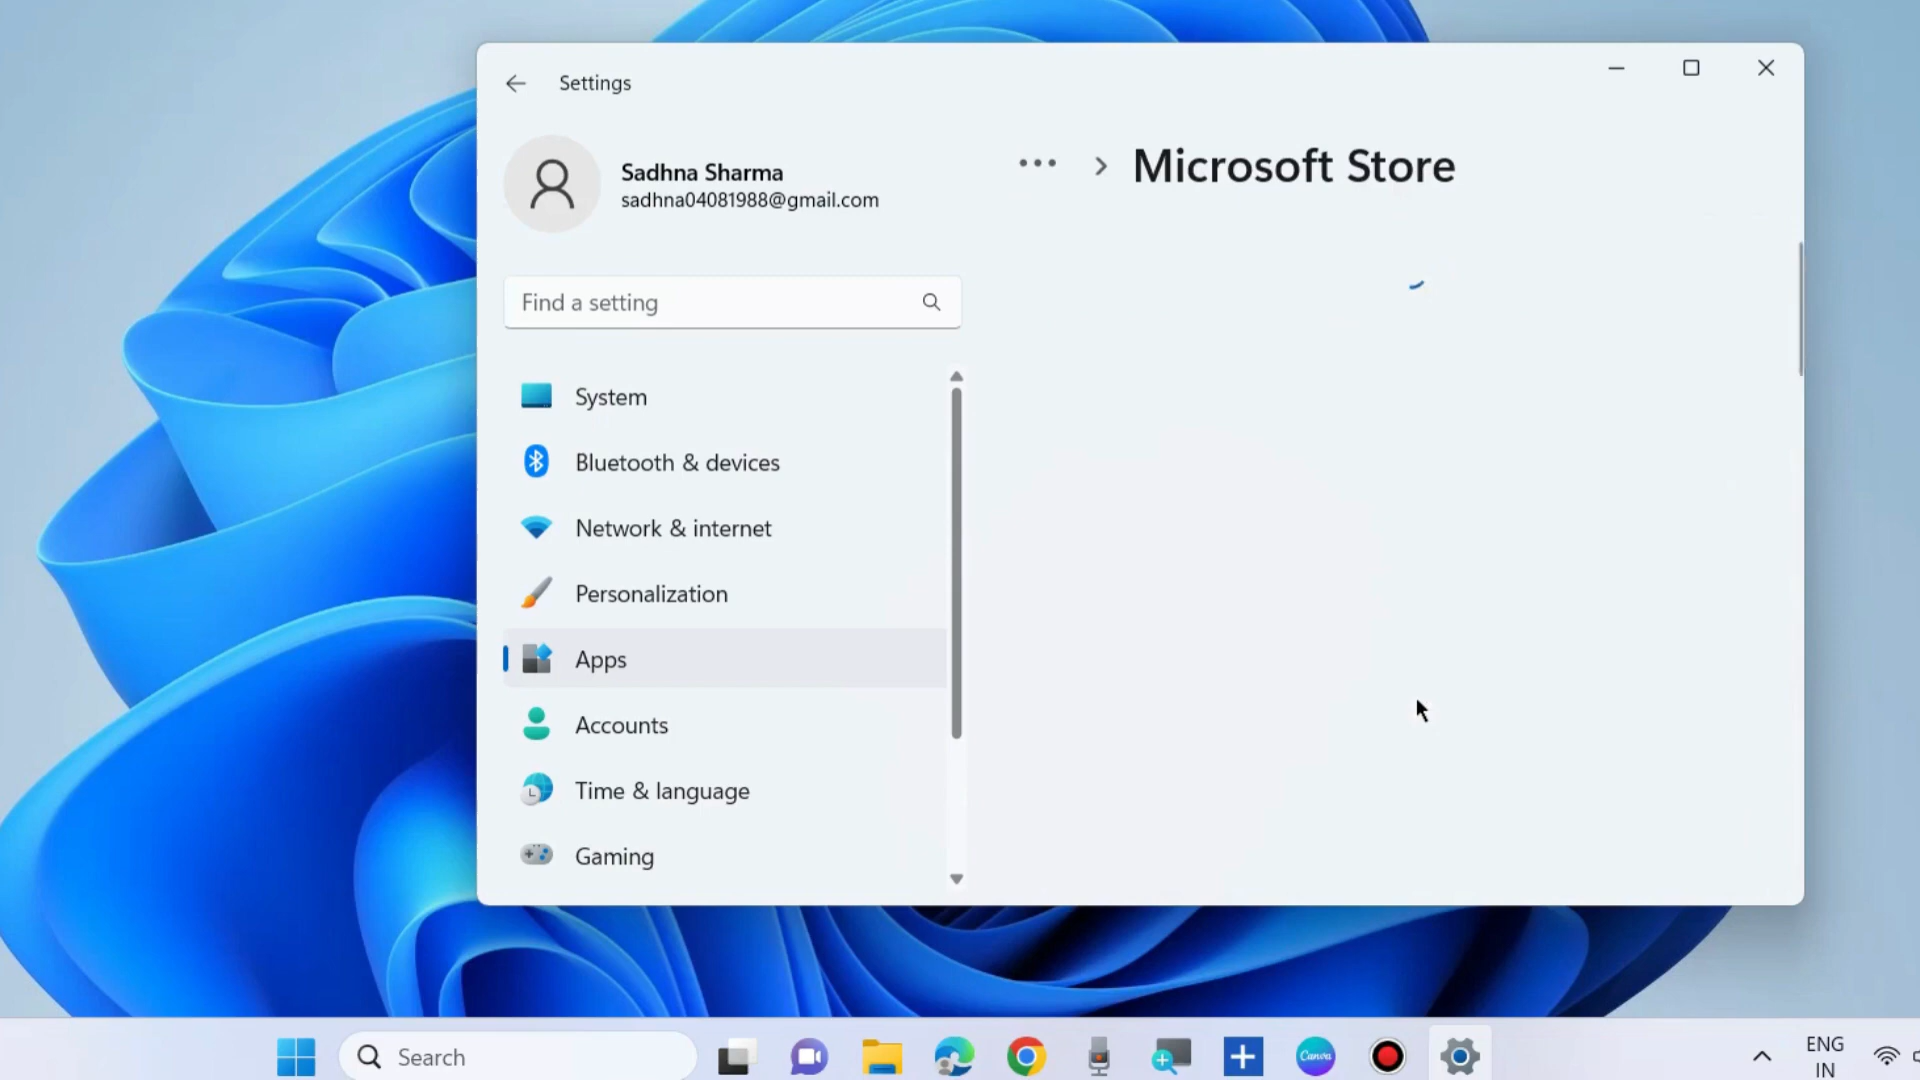 Settings
Sadhna Sharma
sadhna04081988@gmail.com
... > Microsoft Store
Find a setting
System
Bluetooth & devices
Network & internet
Personalization
Apps
Accounts
Time & language
Gaming
Search
Canva
ENG
IN